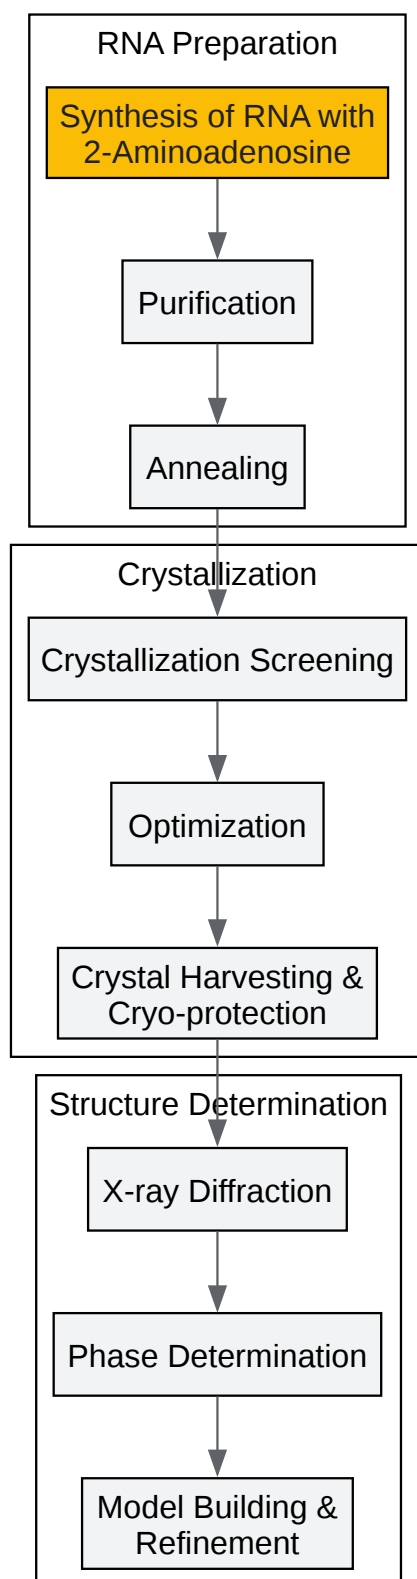 RNA Preparation
Synthesis of RNA with
2-Aminoadenosine
Purification
Annealing
Crystallization
Crystallization Screening
Optimization
Crystal Harvesting &
Cryo-protection
Structure Determination
X-ray Diffraction
Phase Determination
Model Building &
Refinement